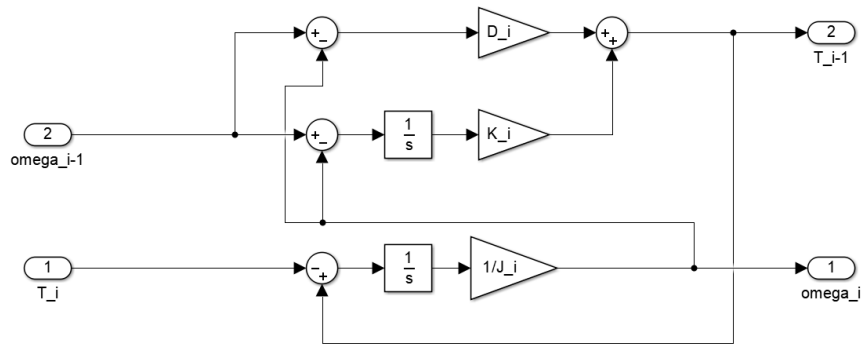 +
−
D_i
+
+
2
T_i-1
2
omega_i-1
+
−
1
s
K_i
1
T_i
−
+
1
s
1/J_i
1
omega_i